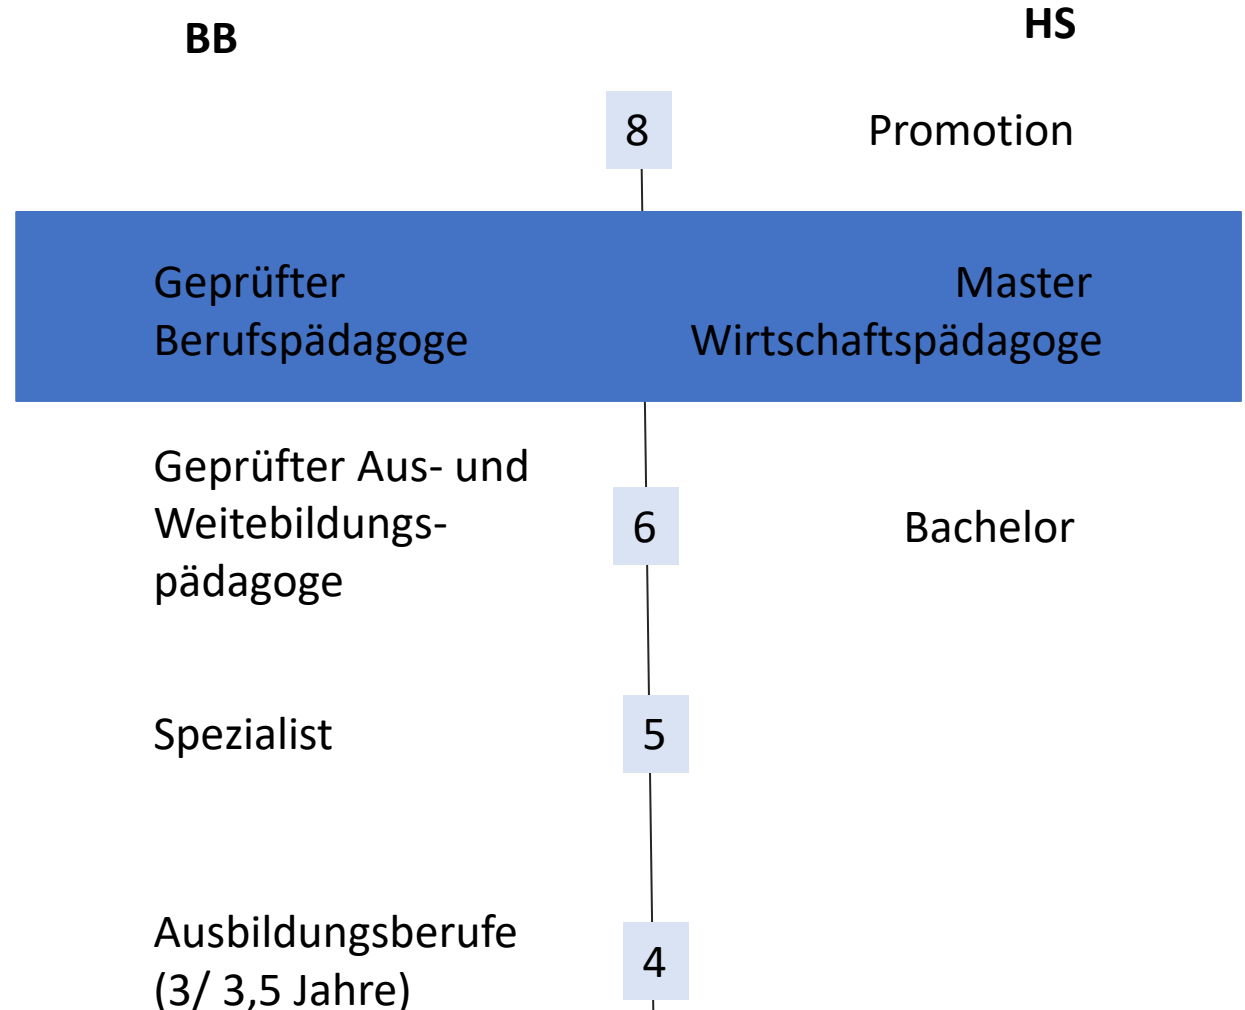 BB
HS
8
Promotion
Geprüfter
Berufspädagoge
Master
Wirtschaftspädagoge
Geprüfter Aus- und
Weitebildungs-
pädagoge
6
Bachelor
Spezialist
5
Ausbildungsberufe
(3/ 3,5 Jahre)
4